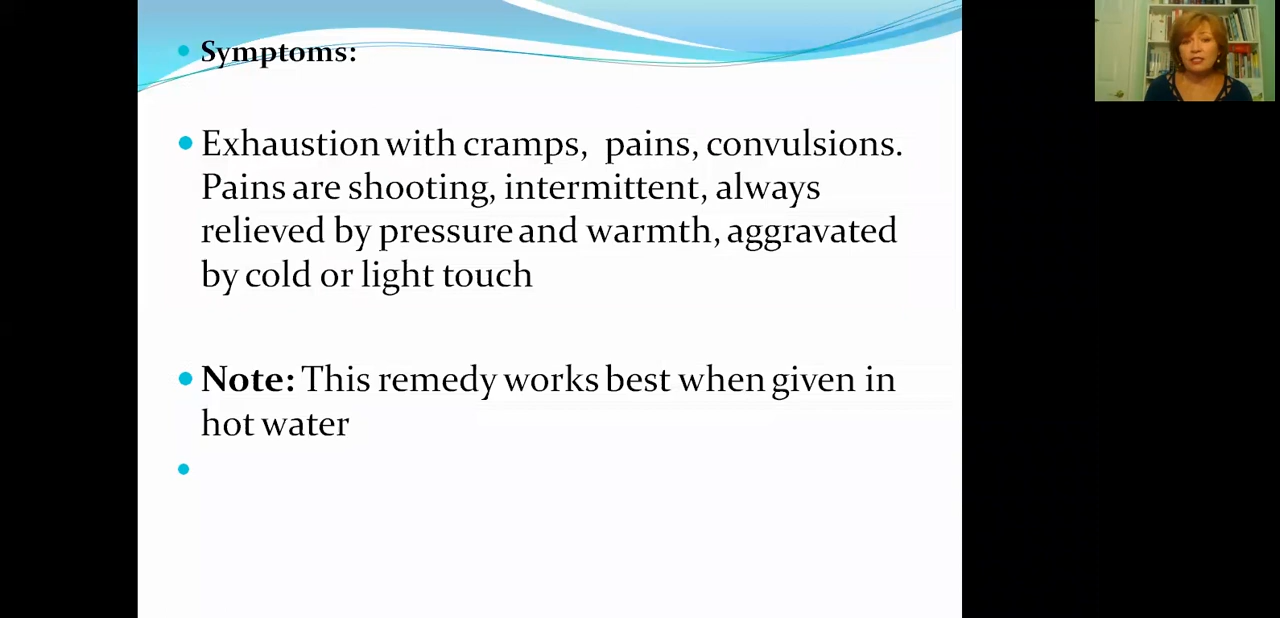 Symptoms:
Exhaustion with cramps, pains, convulsions.
Pains are shooting, intermittent, always
relieved by pressure and warmth, aggravated
by cold or light touch
Note: This remedy works best when given in
hot water